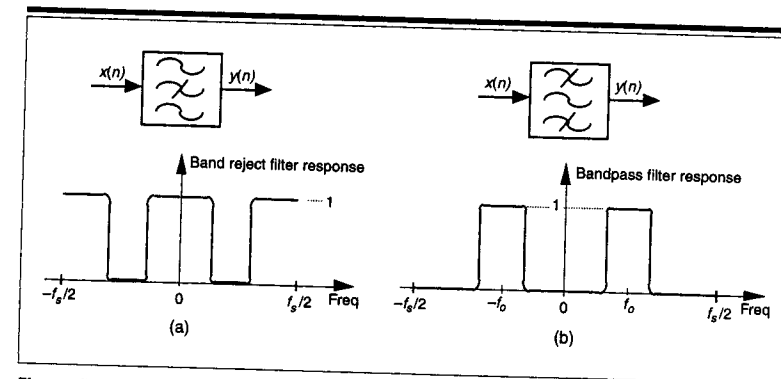 x(n) y(n)
x(n) y(n)
Band reject filter response
1
−fs/2 0 fs/2 Freq
(a)
Bandpass filter response
1
−fs/2 −fo 0 fo fs/2 Freq
(b)